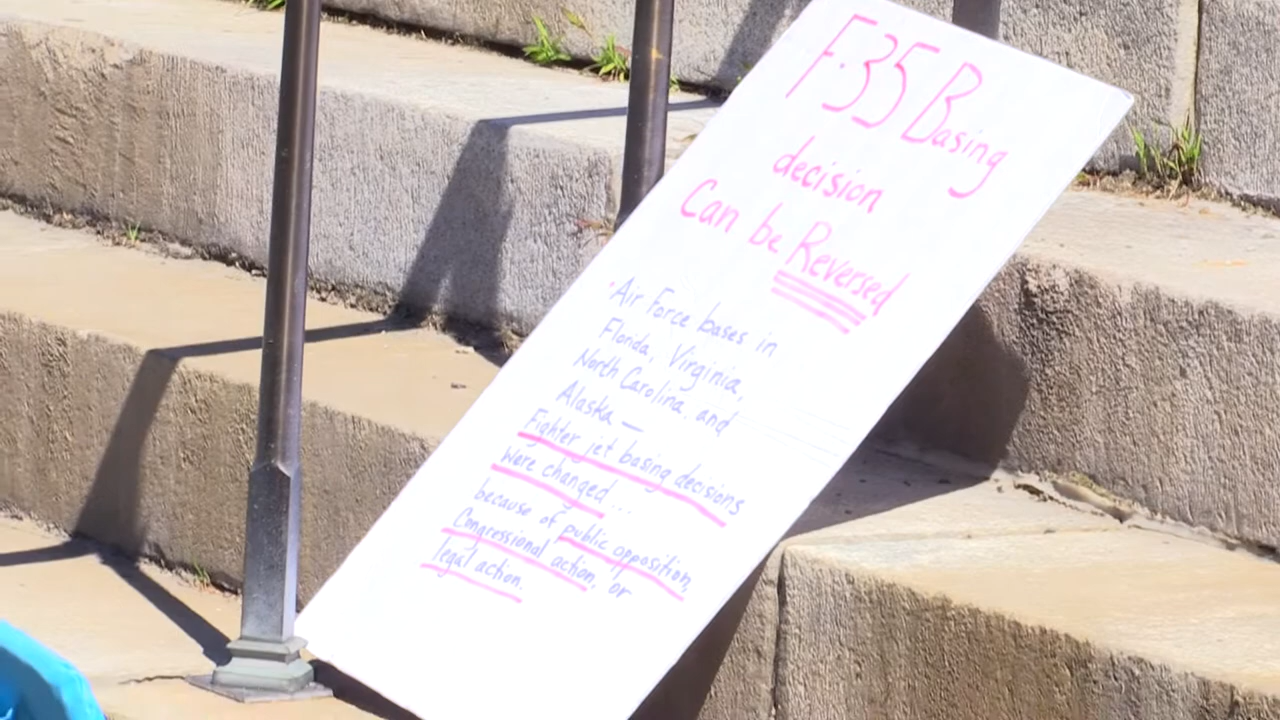 F-35 Basing
decision
Can be Reversed
• Air Force bases in
Florida, Virginia,
North Carolina, and
Alaska —
Fighter jet basing decisions
were changed...
because of public opposition,
Congressional action, or
legal action.